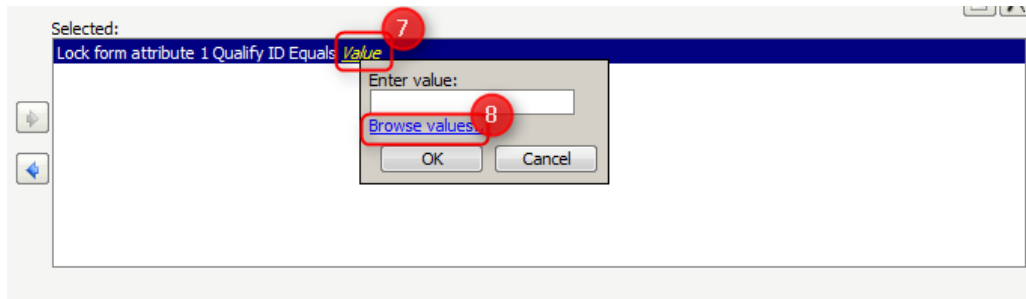 Selected:
7
Lock form attribute 1 Qualify ID Equals Value
Enter value:
8
Browse values..
OK Cancel